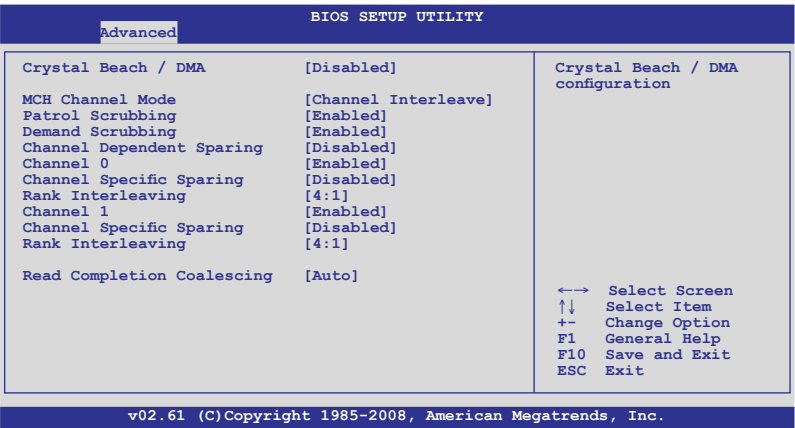 BIOS SETUP UTILITY
Advanced
Crystal Beach / DMA [Disabled]
MCH Channel Mode [Channel Interleave]
Patrol Scrubbing [Enabled]
Demand Scrubbing [Enabled]
Channel Dependent Sparing [Disabled]
Channel 0 [Enabled]
Channel Specific Sparing [Disabled]
Rank Interleaving [4:1]
Channel 1 [Enabled]
Channel Specific Sparing [Disabled]
Rank Interleaving [4:1]
Read Completion Coalescing [Auto]
Crystal Beach / DMA
configuration
←→ Select Screen
↑↓ Select Item
+- Change Option
F1 General Help
F10 Save and Exit
ESC Exit
v02.61 (C)Copyright 1985-2008, American Megatrends, Inc.